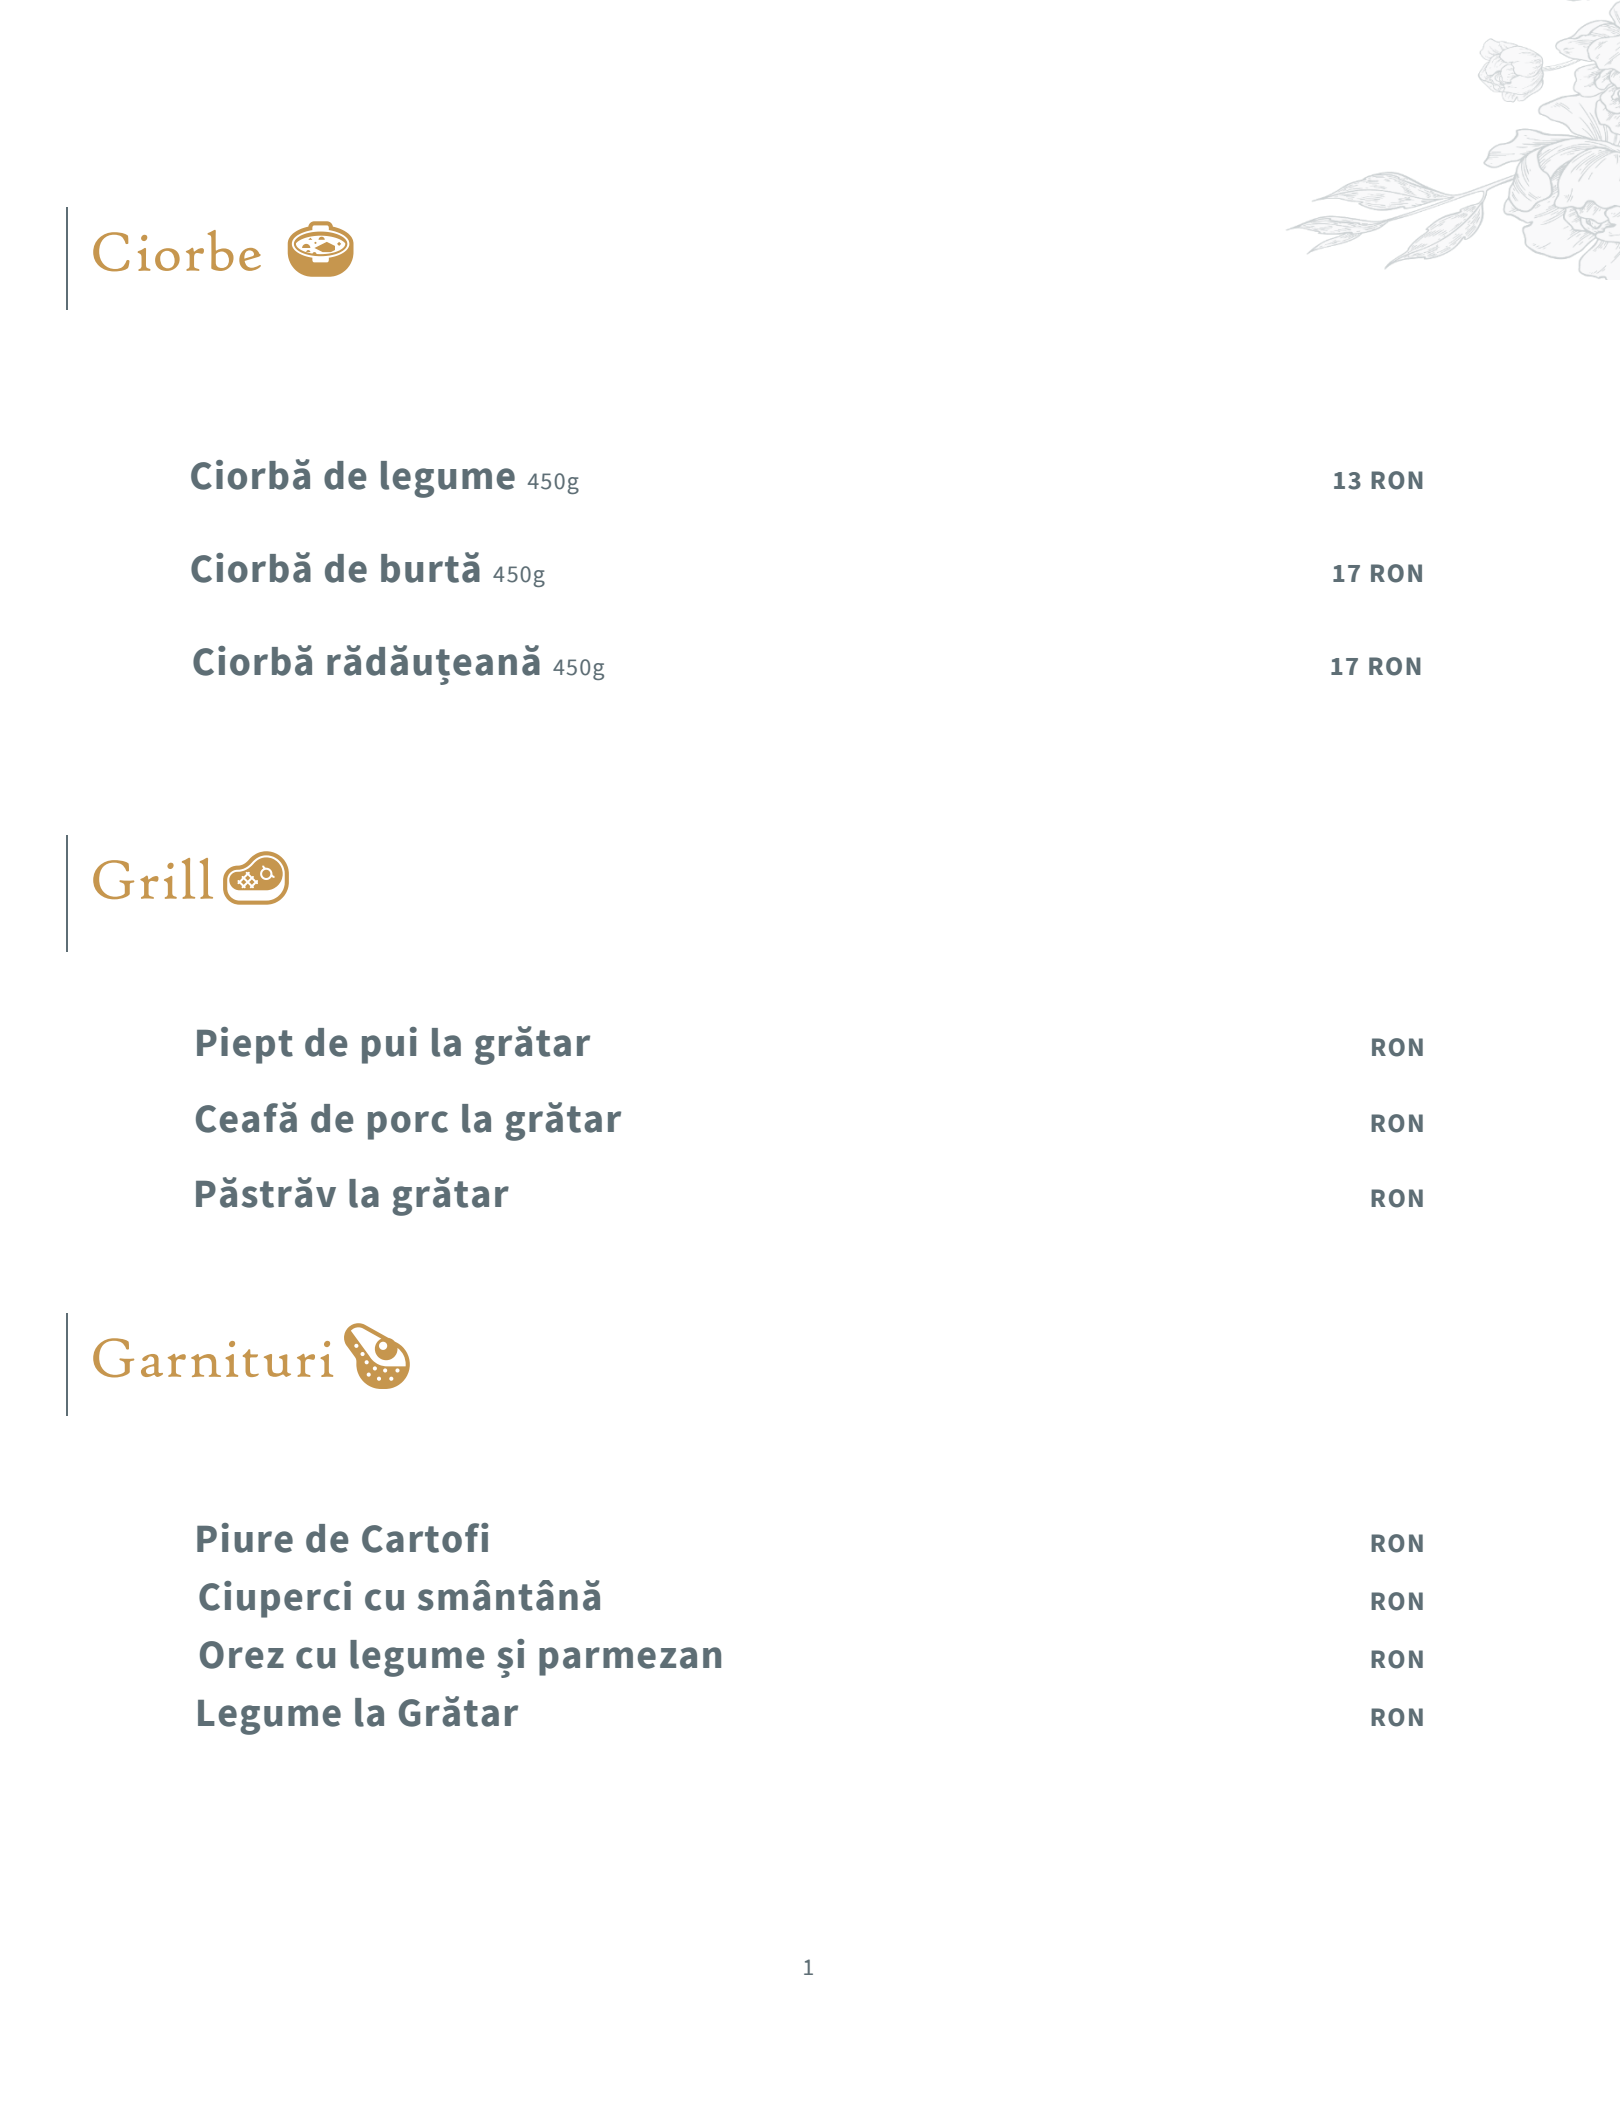 Ciorbe
Ciorbă de legume 450g 13 RON
Ciorbă de burtă 450g 17 RON
Ciorbă rădăuțeană 450g 17 RON
Grill
Piept de pui la grătar RON
Ceafă de porc la grătar RON
Păstrăv la grătar RON
Garnituri
Piure de Cartofi RON
Ciuperci cu smântână RON
Orez cu legume și parmezan RON
Legume la Grătar RON
1